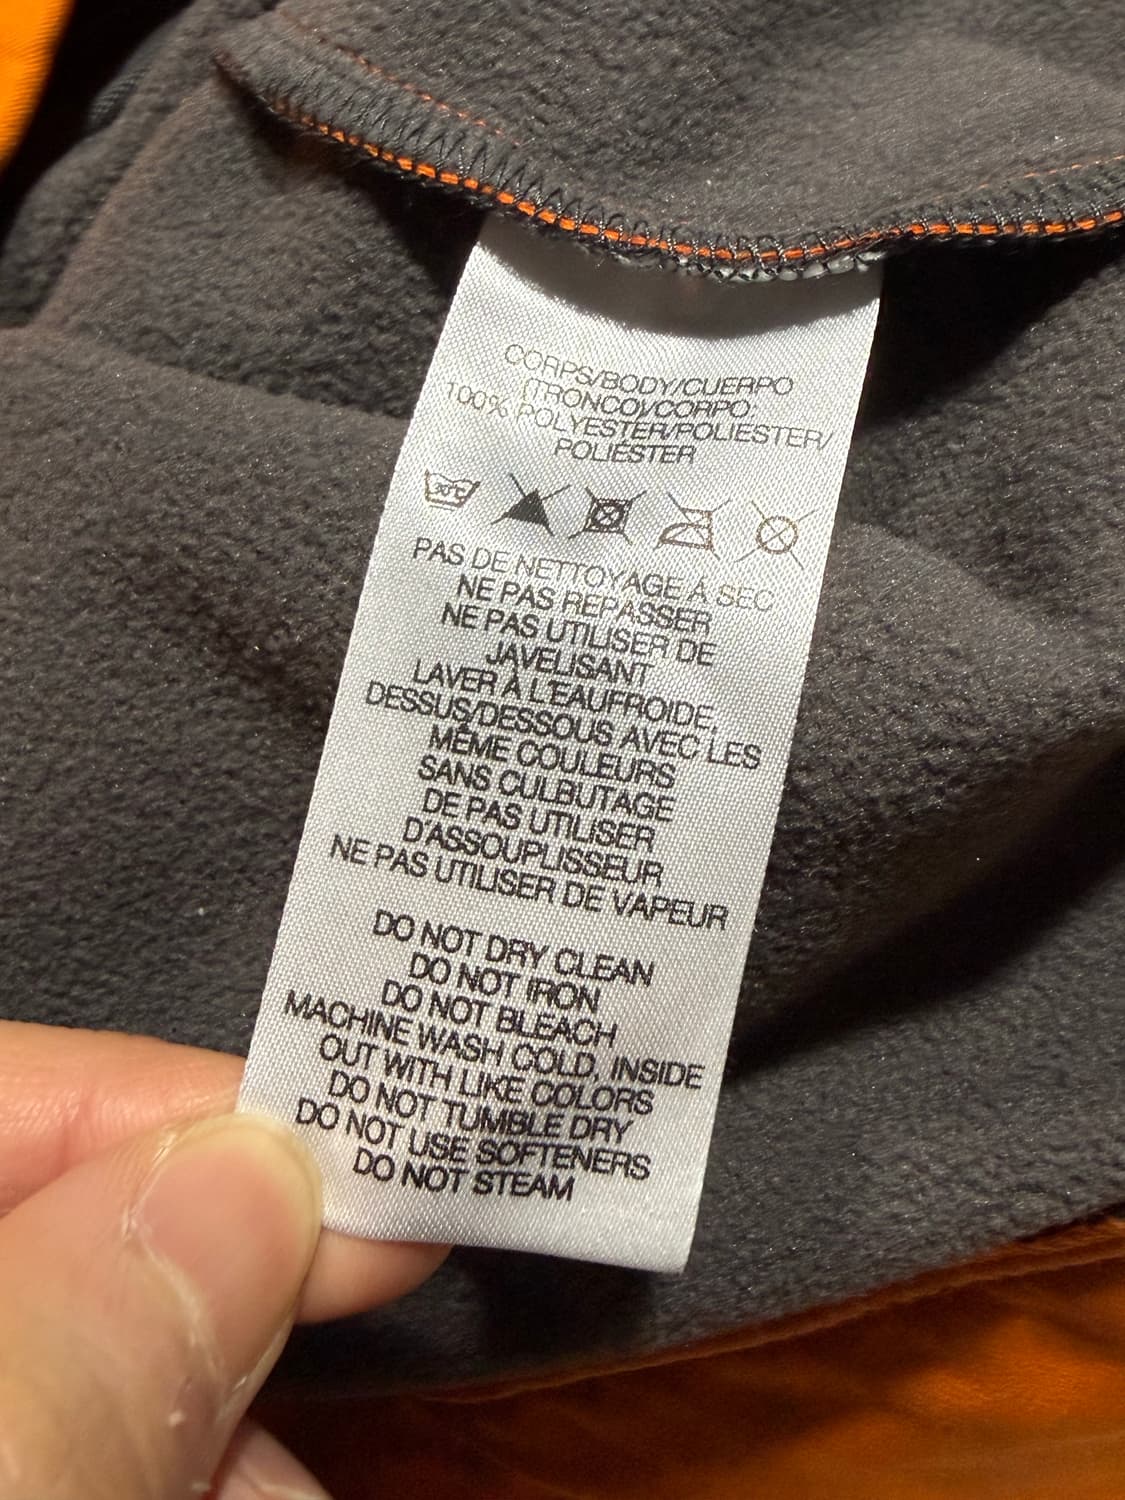 CORPS/BODY/CUERPO
(TRONCO)/CORPO:
100% POLYESTER/POLIESTER/
POLIÉSTER
30°C
PAS DE NETTOYAGE À SEC
NE PAS REPASSER
NE PAS UTILISER DE
JAVELISANT
LAVER À L'EAUFROIDE,
DESSUS/DESSOUS AVEC LES
MÊME COULEURS
SANS CULBUTAGE
DE PAS UTILISER
D'ASSOUPLISSEUR
NE PAS UTILISER DE VAPEUR
DO NOT DRY CLEAN
DO NOT IRON
DO NOT BLEACH
MACHINE WASH COLD, INSIDE
OUT WITH LIKE COLORS
DO NOT TUMBLE DRY
DO NOT USE SOFTENERS
DO NOT STEAM